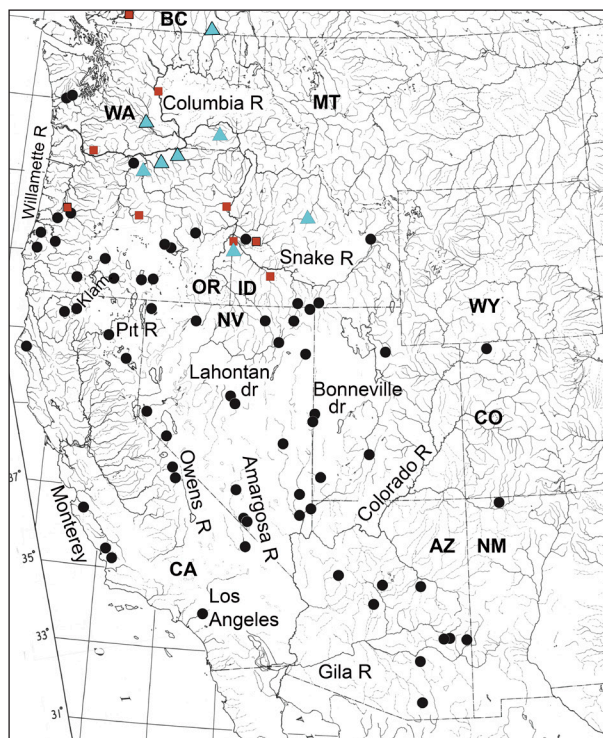 BC
Columbia R
MT
WA
Willamette R
Snake R
Klam
OR
ID
WY
NV
Pit R
Lahontan
dr
Bonneville
dr
CO
37°
Owens R
Amargosa R
Colorado R
Monterey
35°
AZ
NM
CA
Los
Angeles
33°
Gila R
C
I
31°